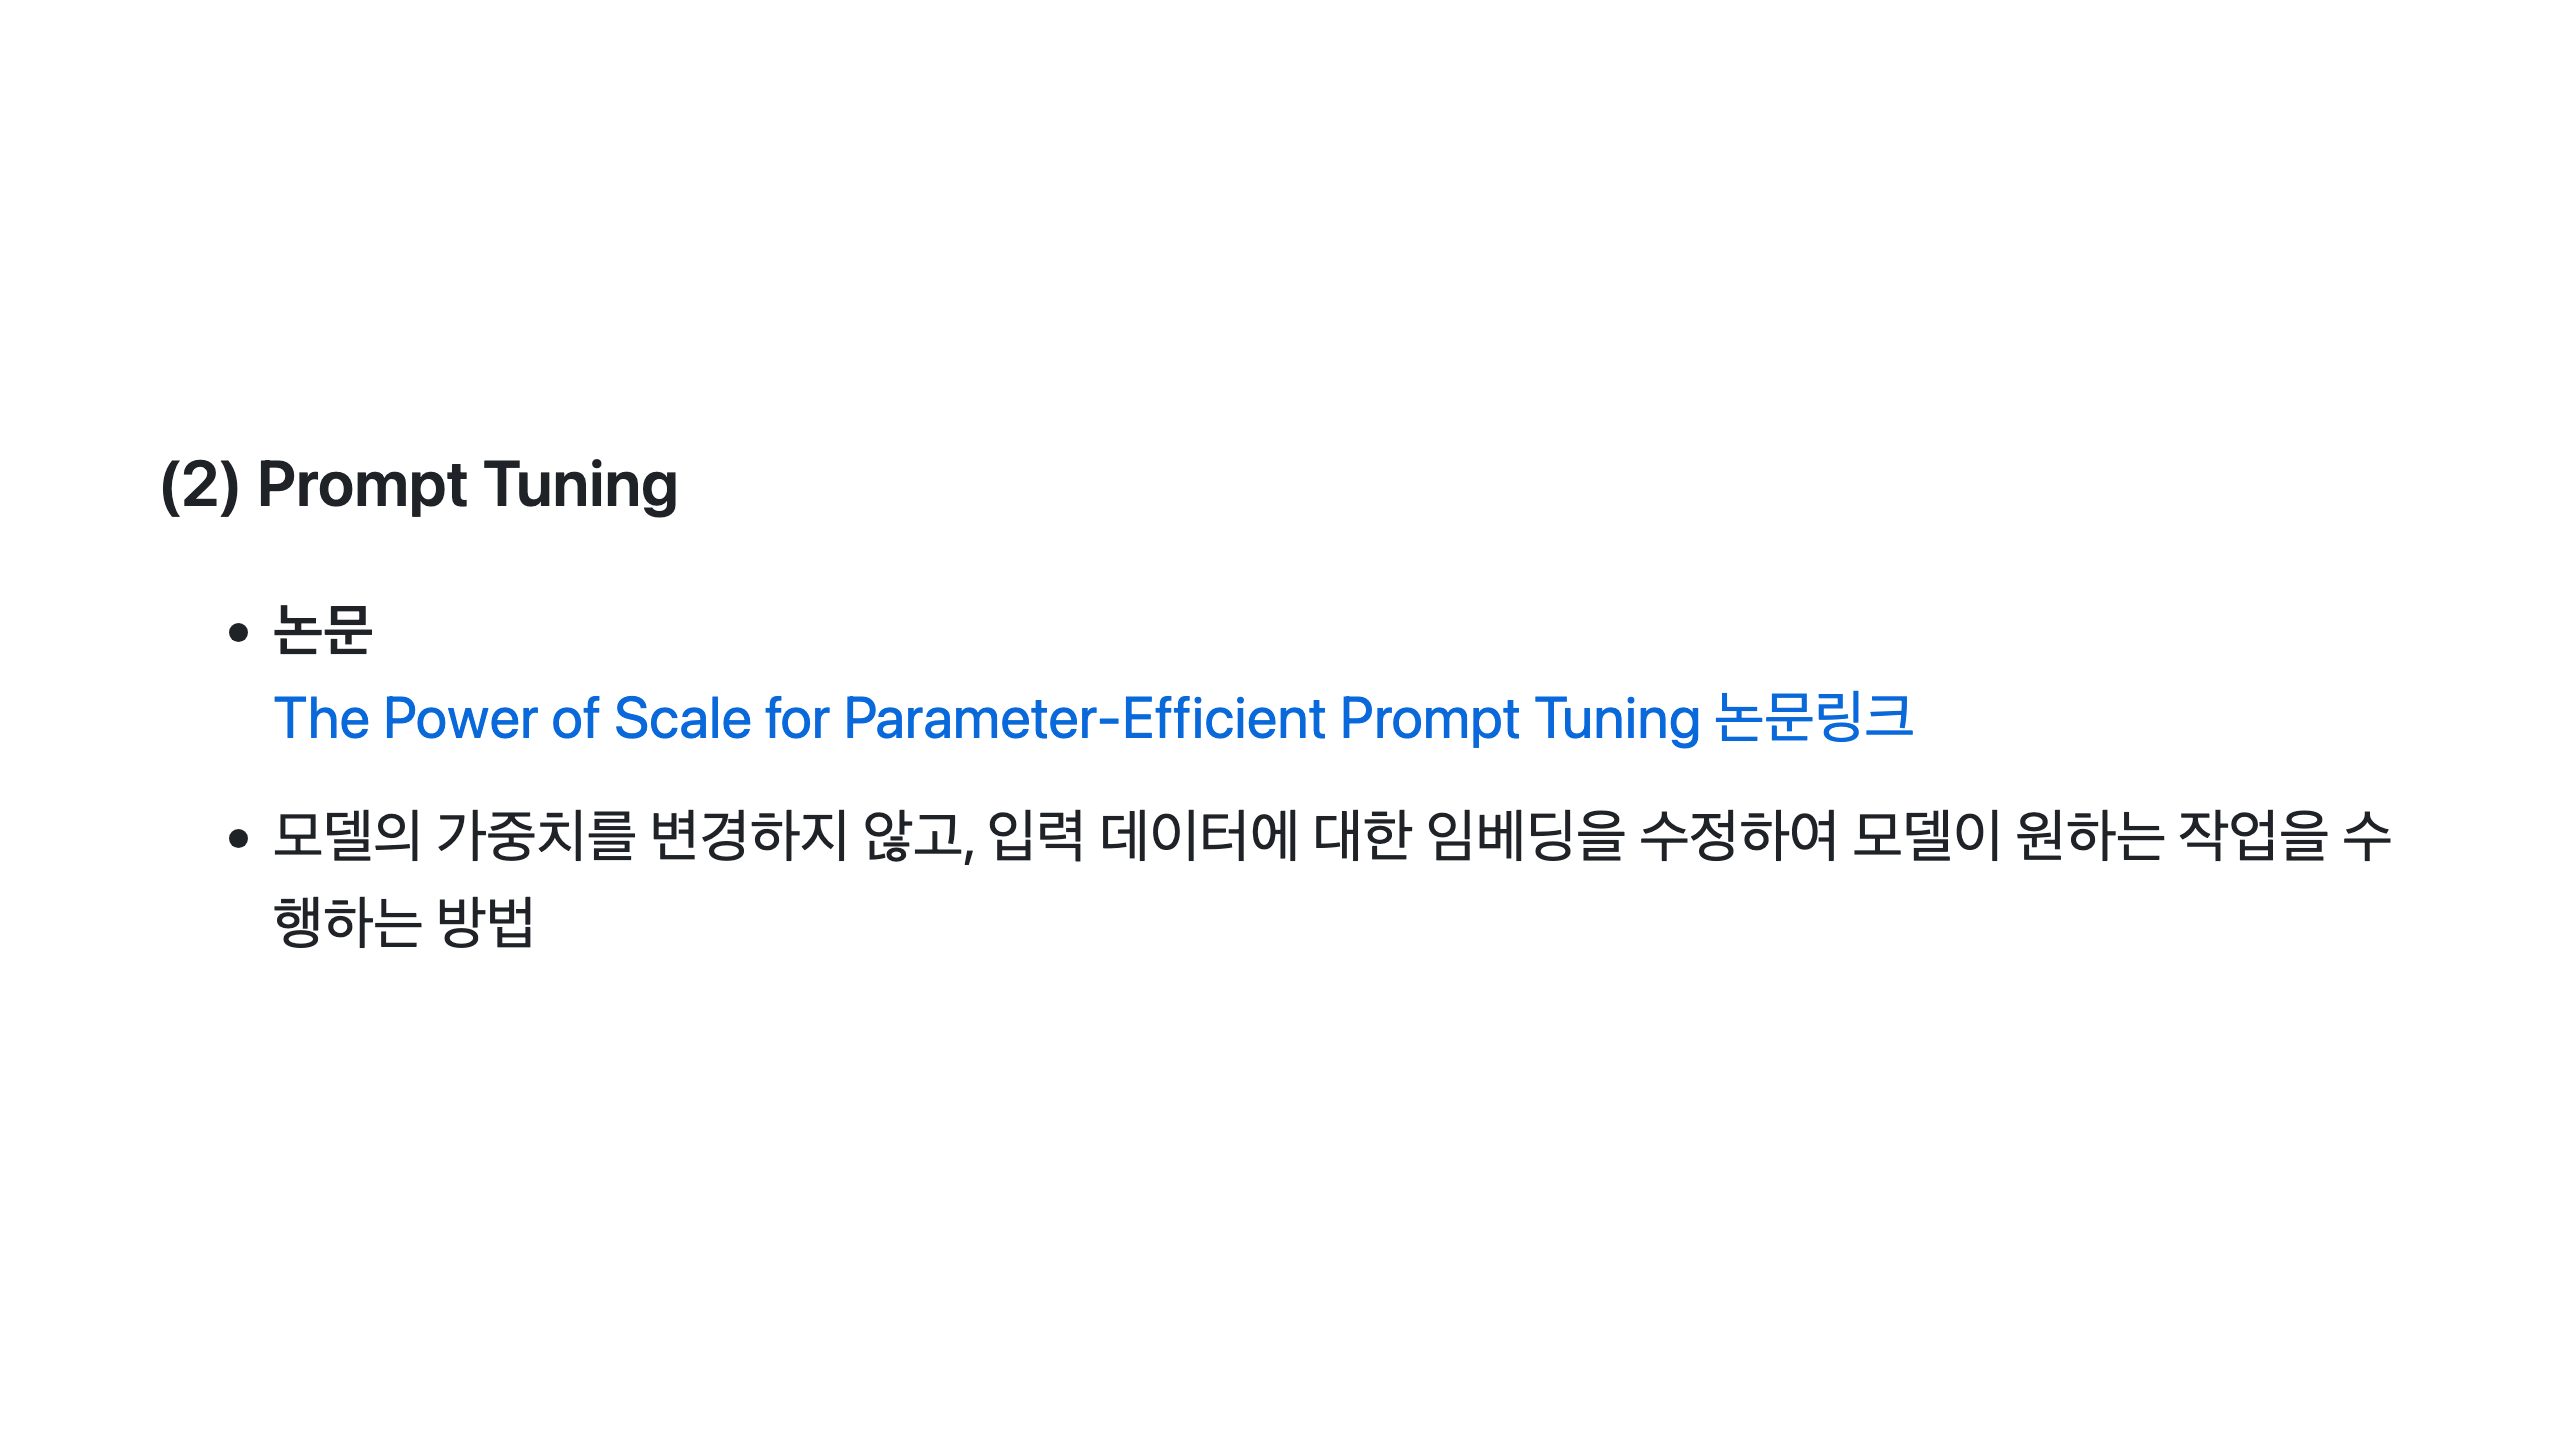 (2) Prompt Tuning
• 논문
The Power of Scale for Parameter-Efficient Prompt Tuning 논문링크
• 모델의 가중치를 변경하지 않고, 입력 데이터에 대한 임베딩을 수정하여 모델이 원하는 작업을 수
행하는 방법